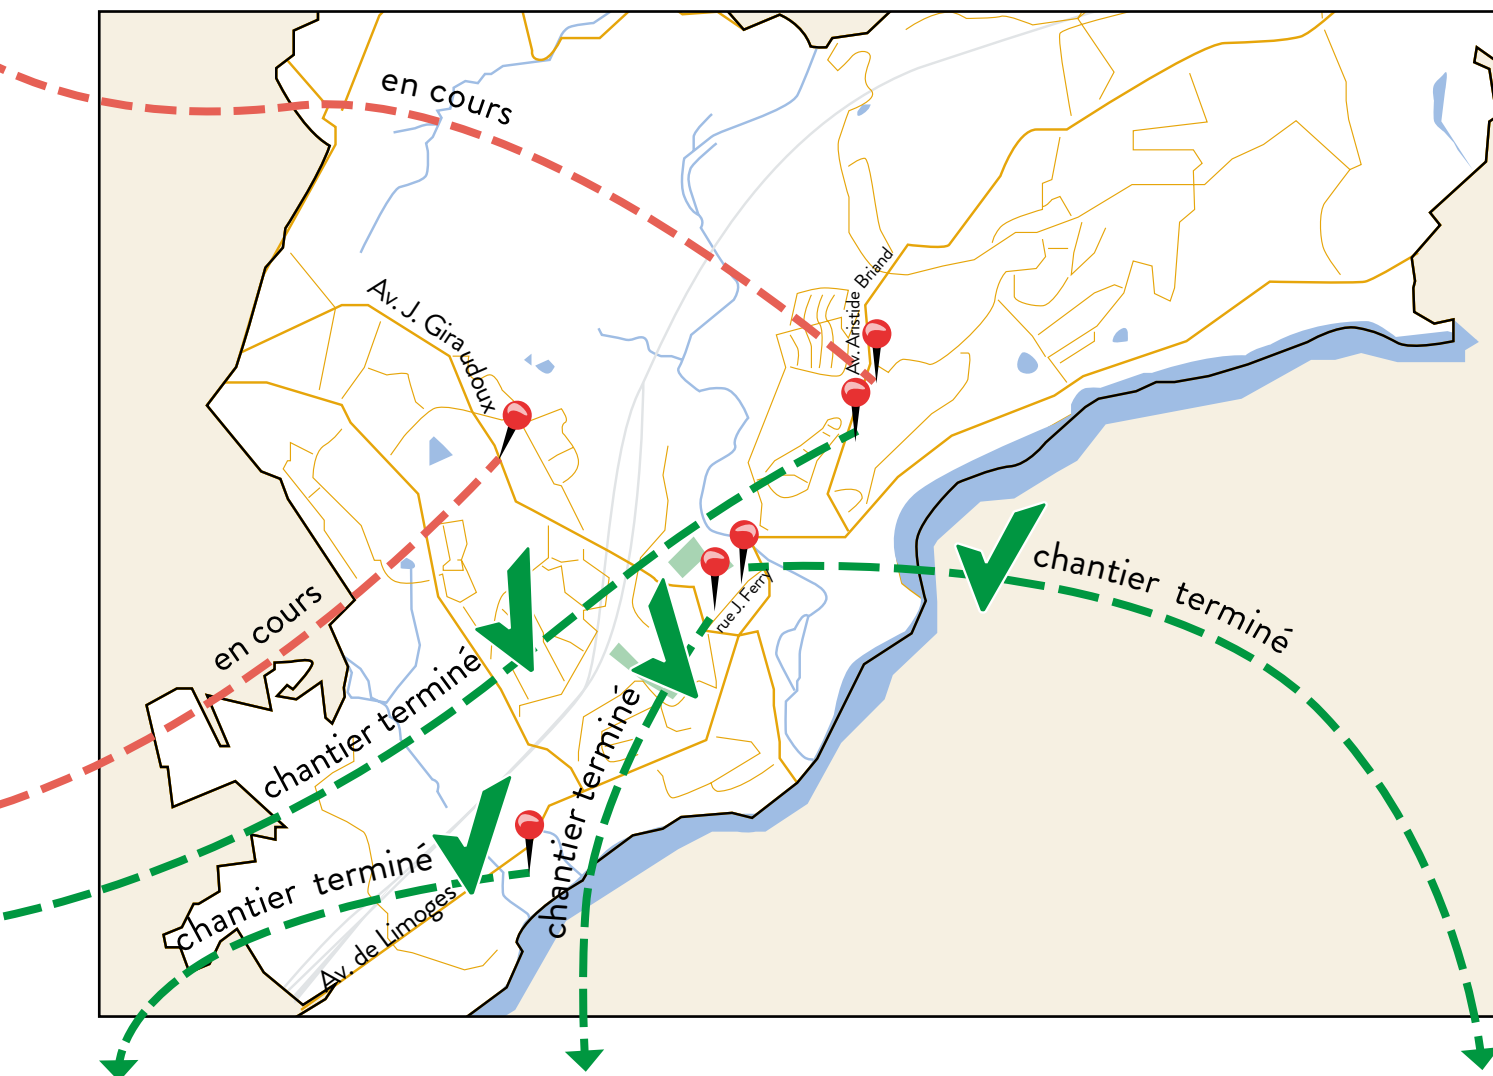 en cours
Av. Aristide Briand
Av. J. Giraudoux
chantier terminé
rue J. Ferry
en cours
chantier terminé
chantier terminé
chantier terminé
Av. de Limoges